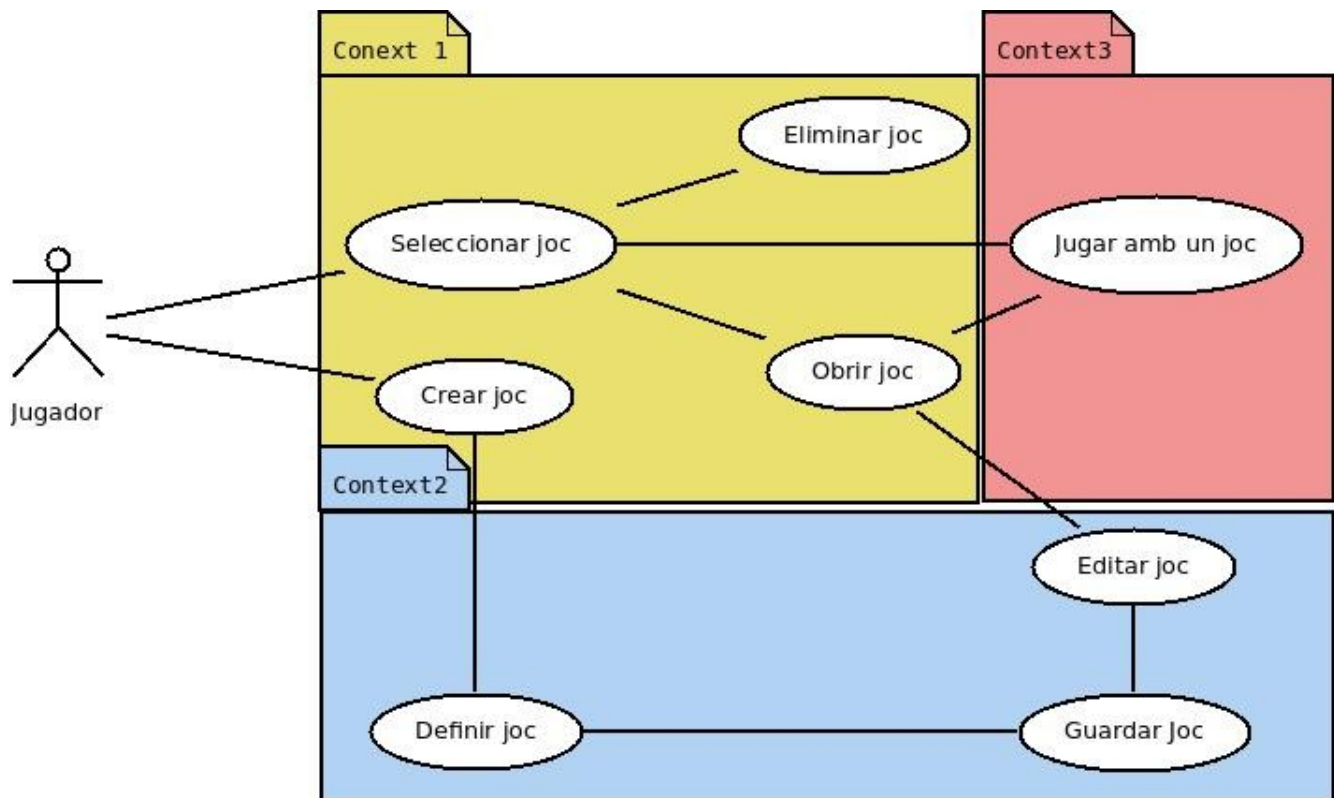 Conext 1
Context3
Eliminar joc
Seleccionar joc
Jugar amb un joc
Obrir joc
Crear joc
Jugador
Context2
Editar joc
Definir joc
Guardar Joc